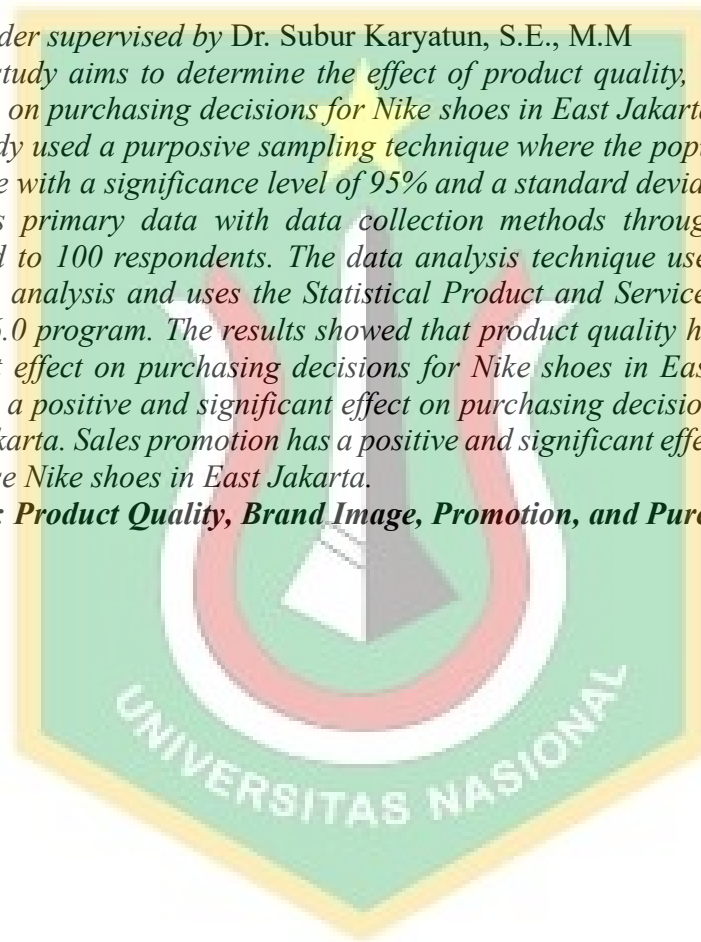 der supervised by Dr. Subur Karyatun, S.E., M.M
study aims to determine the effect of product quality,
on purchasing decisions for Nike shoes in East Jakarta
dy used a purposive sampling technique where the pop
e with a significance level of 95% and a standard devia
s primary data with data collection methods throug
d to 100 respondents. The data analysis technique use
analysis and uses the Statistical Product and Service
6.0 program. The results showed that product quality h
t effect on purchasing decisions for Nike shoes in Eas
a positive and significant effect on purchasing decisio
karta. Sales promotion has a positive and significant effe
se Nike shoes in East Jakarta.
: Product Quality, Brand Image, Promotion, and Purc
UNIVERSITAS NASIONAL